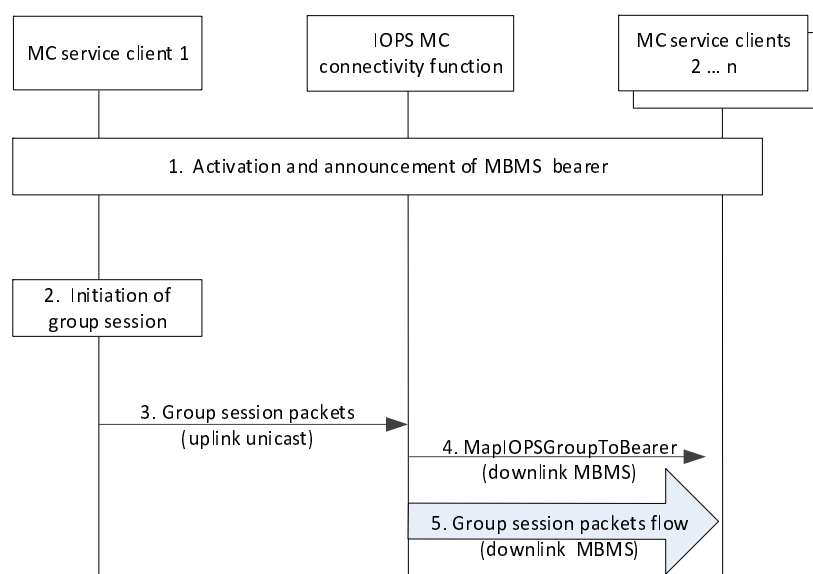 MC service client 1
IOPS MC
connectivity function
MC service clients
2 ... n
1. Activation and announcement of MBMS bearer
2. Initiation of
group session
3. Group session packets
(uplink unicast)
4. MapIOPSGroupToBearer
(downlink MBMS)
5. Group session packets flow
(downlink MBMS)